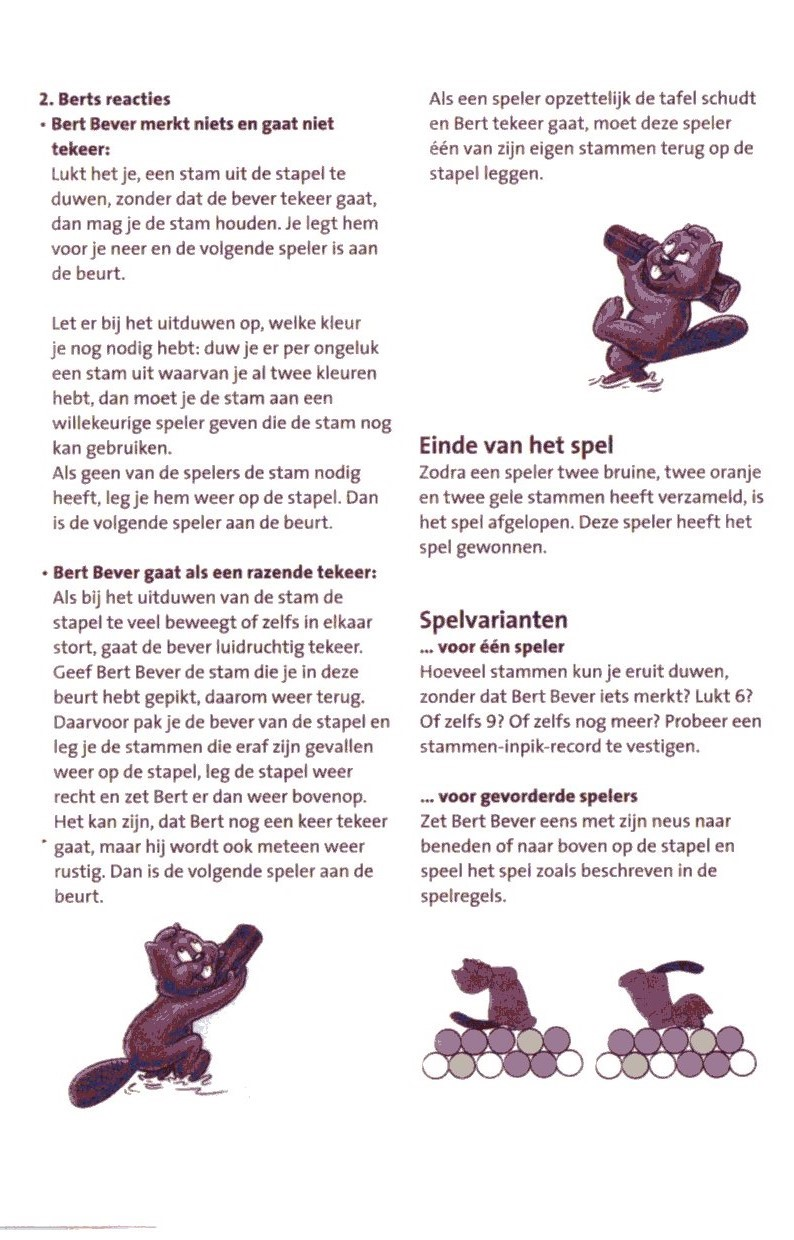 2. Berts reacties
• Bert Bever merkt niets en gaat niet
tekeer:
Lukt het je, een stam uit de stapel te
duwen, zonder dat de bever tekeer gaat,
dan mag je de stam houden. Je legt hem
voor je neer en de volgende speler is aan
de beurt.
Let er bij het uitduwen op, welke kleur
je nog nodig hebt: duw je er per ongeluk
een stam uit waarvan je al twee kleuren
hebt, dan moet je de stam aan een
willekeurige speler geven die de stam nog
kan gebruiken.
Als geen van de spelers de stam nodig
heeft, leg je hem weer op de stapel. Dan
is de volgende speler aan de beurt.
• Bert Bever gaat als een razende tekeer:
Als bij het uitduwen van de stam de
stapel te veel beweegt of zelfs in elkaar
stort, gaat de bever luidruchtig tekeer.
Geef Bert Bever de stam die je in deze
beurt hebt gepikt, daarom weer terug.
Daarvoor pak je de bever van de stapel en
leg je de stammen die eraf zijn gevallen
weer op de stapel, leg de stapel weer
recht en zet Bert er dan weer bovenop.
Het kan zijn, dat Bert nog een keer tekeer
gaat, maar hij wordt ook meteen weer
rustig. Dan is de volgende speler aan de
beurt.
Als een speler opzettelijk de tafel schudt
en Bert tekeer gaat, moet deze speler
één van zijn eigen stammen terug op de
stapel leggen.
Einde van het spel
Zodra een speler twee bruine, twee oranje
en twee gele stammen heeft verzameld, is
het spel afgelopen. Deze speler heeft het
spel gewonnen.
Spelvarianten
... voor één speler
Hoeveel stammen kun je eruit duwen,
zonder dat Bert Bever iets merkt? Lukt 6?
Of zelfs 9? Of zelfs nog meer? Probeer een
stammen-inpik-record te vestigen.
... voor gevorderde spelers
Zet Bert Bever eens met zijn neus naar
beneden of naar boven op de stapel en
speel het spel zoals beschreven in de
spelregels.